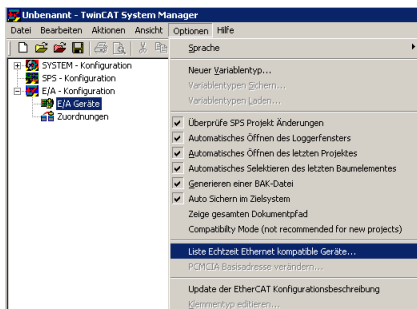 Unbenannt - TwinCAT System Manager
Datei Bearbeiten Aktionen Ansicht Optionen Hilfe
Sprache
SYSTEM - Konfiguration
SPS - Konfiguration
E/A - Konfiguration
E/A Geräte
Zuordnungen
Neuer Variablentyp...
Variablentypen Sichern...
Variablentypen Laden...
Überprüfe SPS Projekt Änderungen
Automatisches Öffnen des Loggerfensters
Automatisches Öffnen des letzten Projektes
Automatisches Selektieren des letzten Baumelementes
Generieren einer BAK-Datei
Auto Sichern im Zielsystem
Zeige gesamten Dokumentpfad
Compatibilty Mode (not recommended for new projects)
Liste Echtzeit Ethernet kompatible Geräte...
PCMCIA Basisadresse verändern...
Update der EtherCAT Konfigurationsbeschreibung
Klemmentyp editieren...